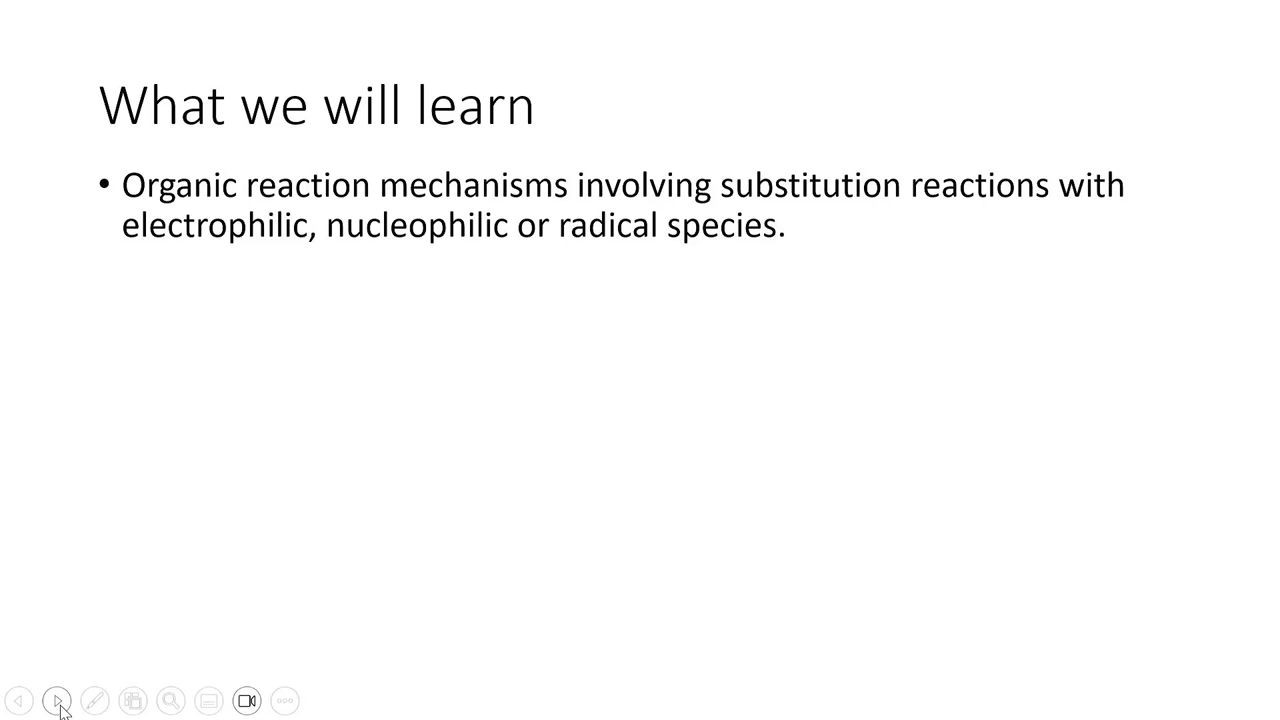 What we will learn
• Organic reaction mechanisms involving substitution reactions with
electrophilic, nucleophilic or radical species.